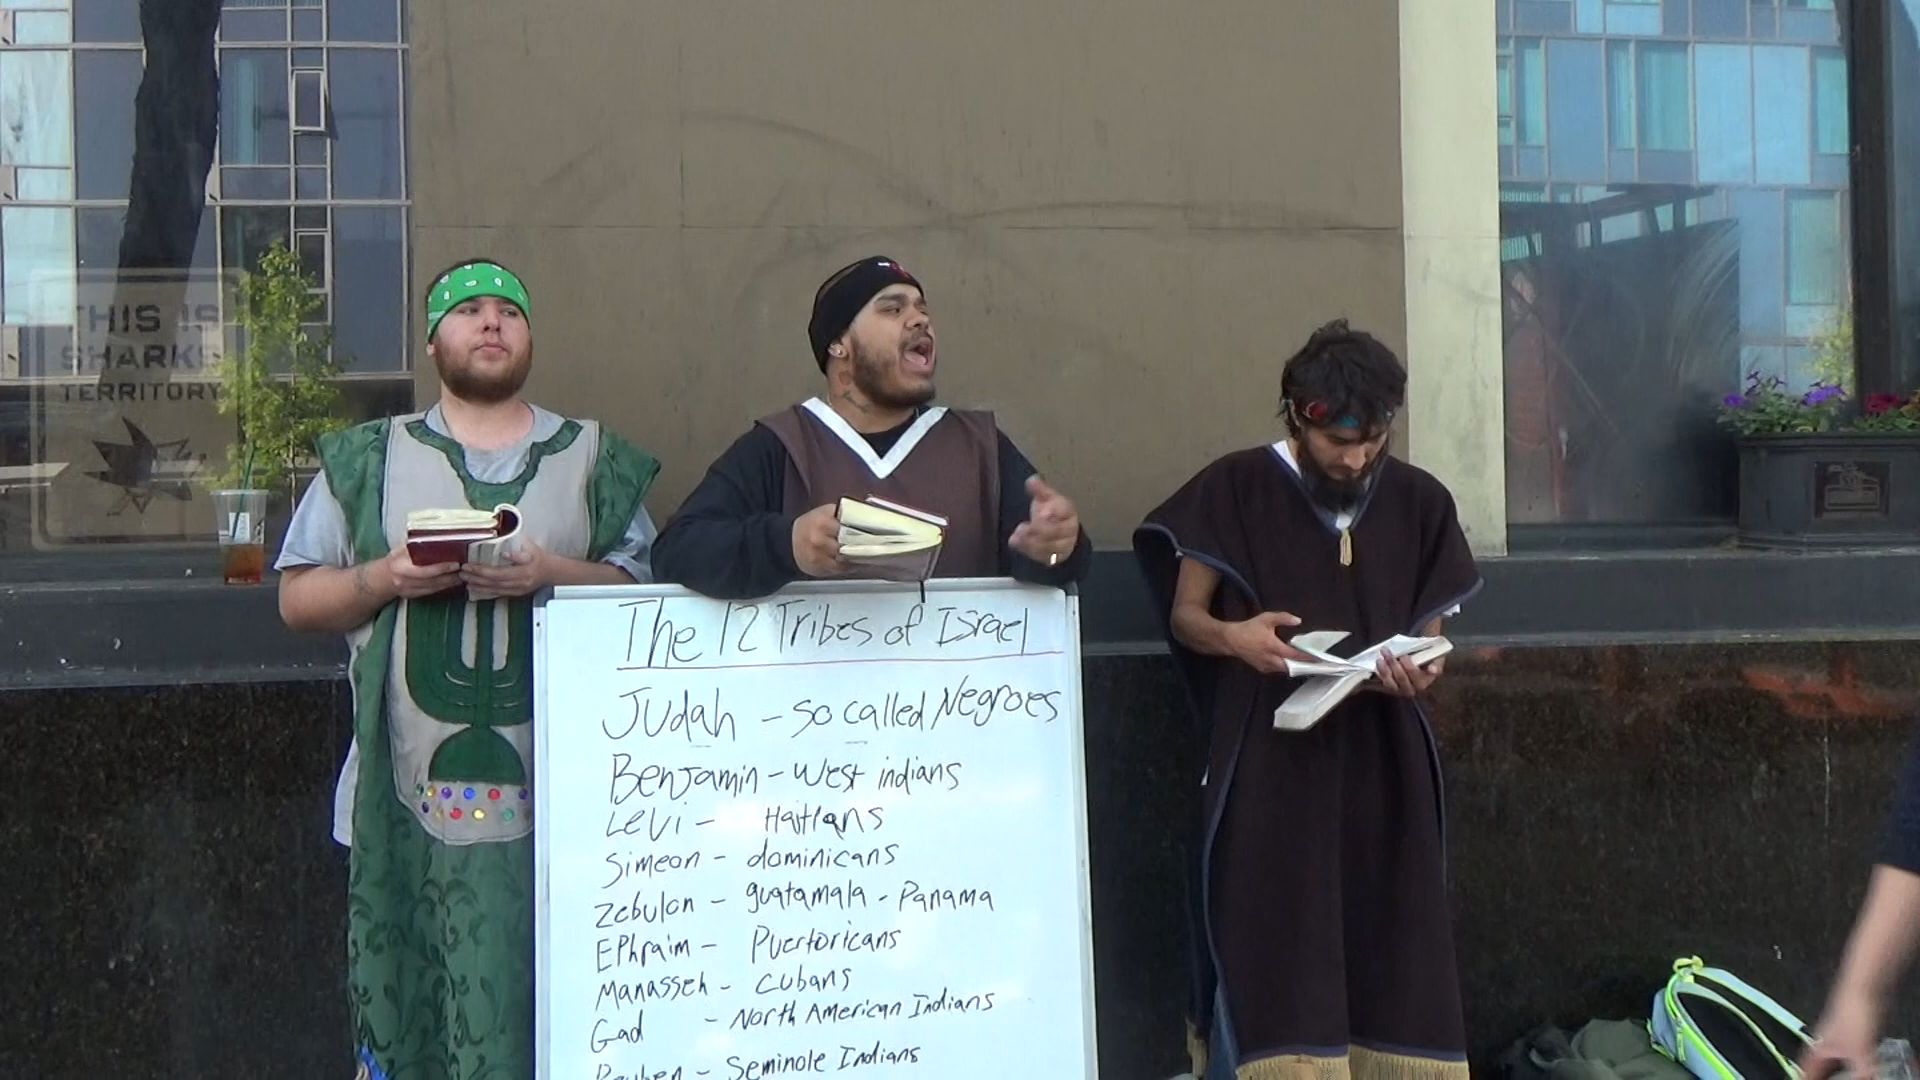 THIS IS
SHARKS
TERRITORY
The 12 Tribes of Israel
Judah - so called Negroes
Benjamin - West indians
Levi - Haitians
Simeon - dominicans
Zebulon - guatamala - Panama
Ephraim - Puertoricans
Manasseh - Cubans
Gad - North American Indians
Reuben - Seminole Indians